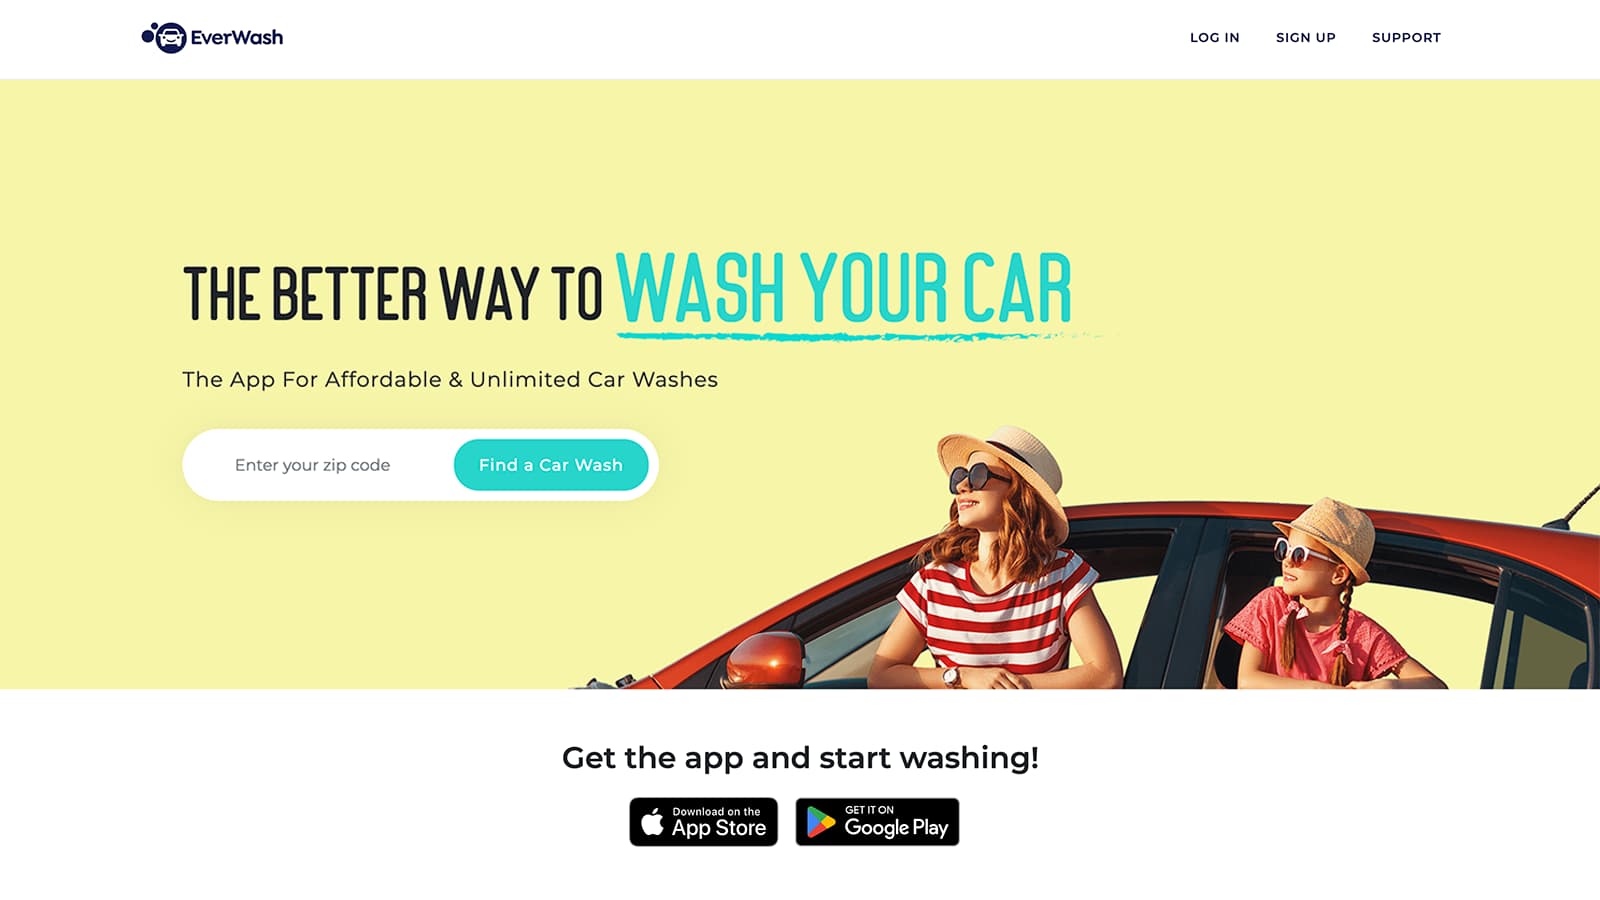 EverWash
LOG IN
SIGN UP
SUPPORT
THE BETTER WAY TO WASH YOUR CAR
The App For Affordable & Unlimited Car Washes
Enter your zip code
Find a Car Wash
Get the app and start washing!
Download on the
App Store
GET IT ON
Google Play